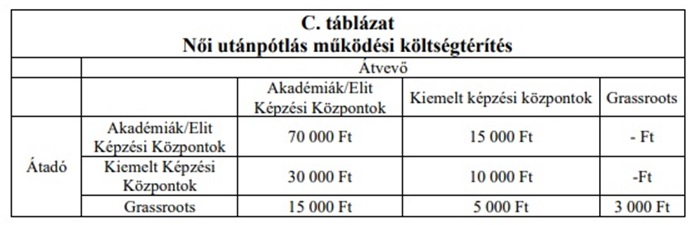 C. táblázat
Női utánpótlás működési költségtérítés
Átvevő
Akadémiák/Elit Képzési Központok Kiemelt képzési központok Grassroots
Átadó
Akadémiák/Elit Képzési Központok 70 000 Ft 15 000 Ft - Ft
Kiemelt Képzési Központok 30 000 Ft 10 000 Ft -Ft
Grassroots 15 000 Ft 5 000 Ft 3 000 Ft